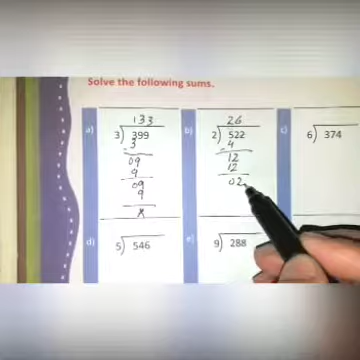 Solve the following sums.
a) 133
3) 399
3
09
9
09
9
b) 26
2) 522
- 4
12
12
02
c) 6) 374
d) 5) 546
e) 9) 288